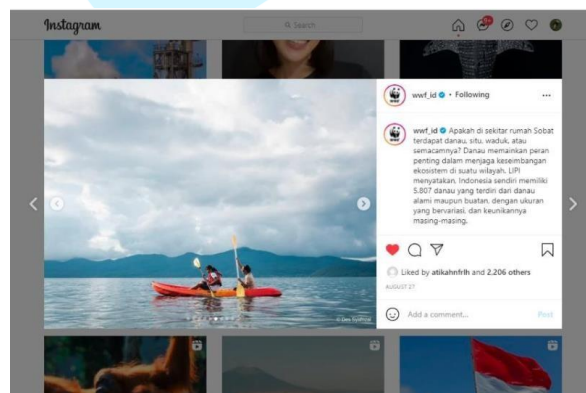 Instagram
Search
9+
wwf_id • Following
wwf_id Apakah di sekitar rumah Sobat
terdapat danau, situ, waduk, atau
semacamnya? Danau memainkan peran
penting dalam menjaga keseimbangan
ekosistem di suatu wilayah. LIPI
menyatakan, Indonesia sendiri memiliki
5.807 danau yang terdiri dari danau
alami maupun buatan, dengan ukuran
yang bervariasi, dan keunikannya
masing-masing.
Liked by atikahnfrlh and 2,206 others
AUGUST 27
Add a comment...
Post